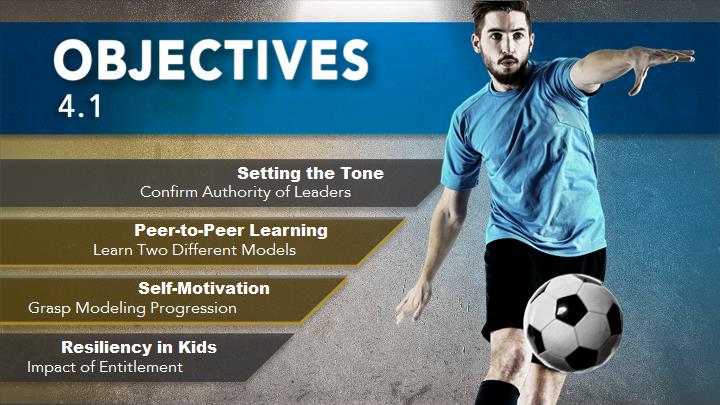 OBJECTIVES
4.1
Setting the Tone
Confirm Authority of Leaders
Peer-to-Peer Learning
Learn Two Different Models
Self-Motivation
Grasp Modeling Progression
Resiliency in Kids
Impact of Entitlement